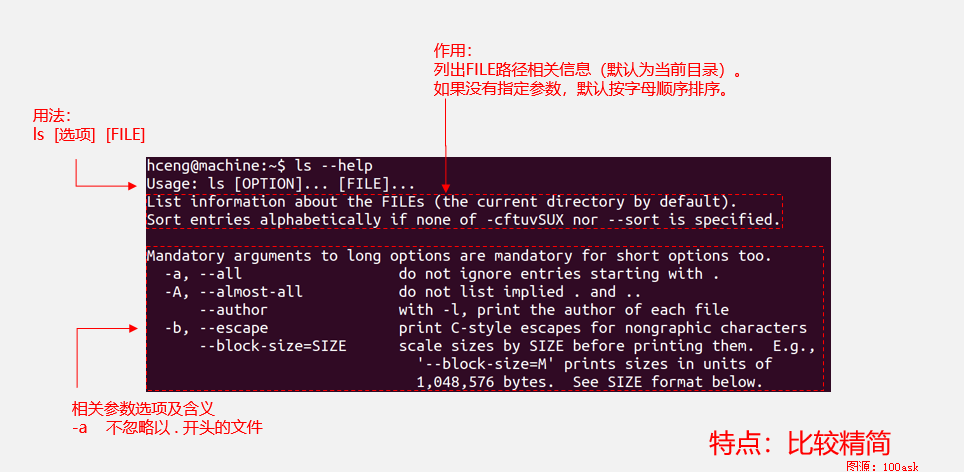 作用：
列出FILE路径相关信息（默认为当前目录）。
如果没有指定参数，默认按字母顺序排序。
用法：
ls [选项] [FILE]
hceng@machine:~$ ls --help
Usage: ls [OPTION]... [FILE]...
List information about the FILEs (the current directory by default).
Sort entries alphabetically if none of -cftuvSUX nor --sort is specified.
Mandatory arguments to long options are mandatory for short options too.
-a, --all do not ignore entries starting with .
-A, --almost-all do not list implied . and ..
--author with -l, print the author of each file
-b, --escape print C-style escapes for nongraphic characters
--block-size=SIZE scale sizes by SIZE before printing them. E.g.,
'--block-size=M' prints sizes in units of
1,048,576 bytes. See SIZE format below.
相关参数选项及含义
-a 不忽略以 . 开头的文件
特点：比较精简
图源：100ask